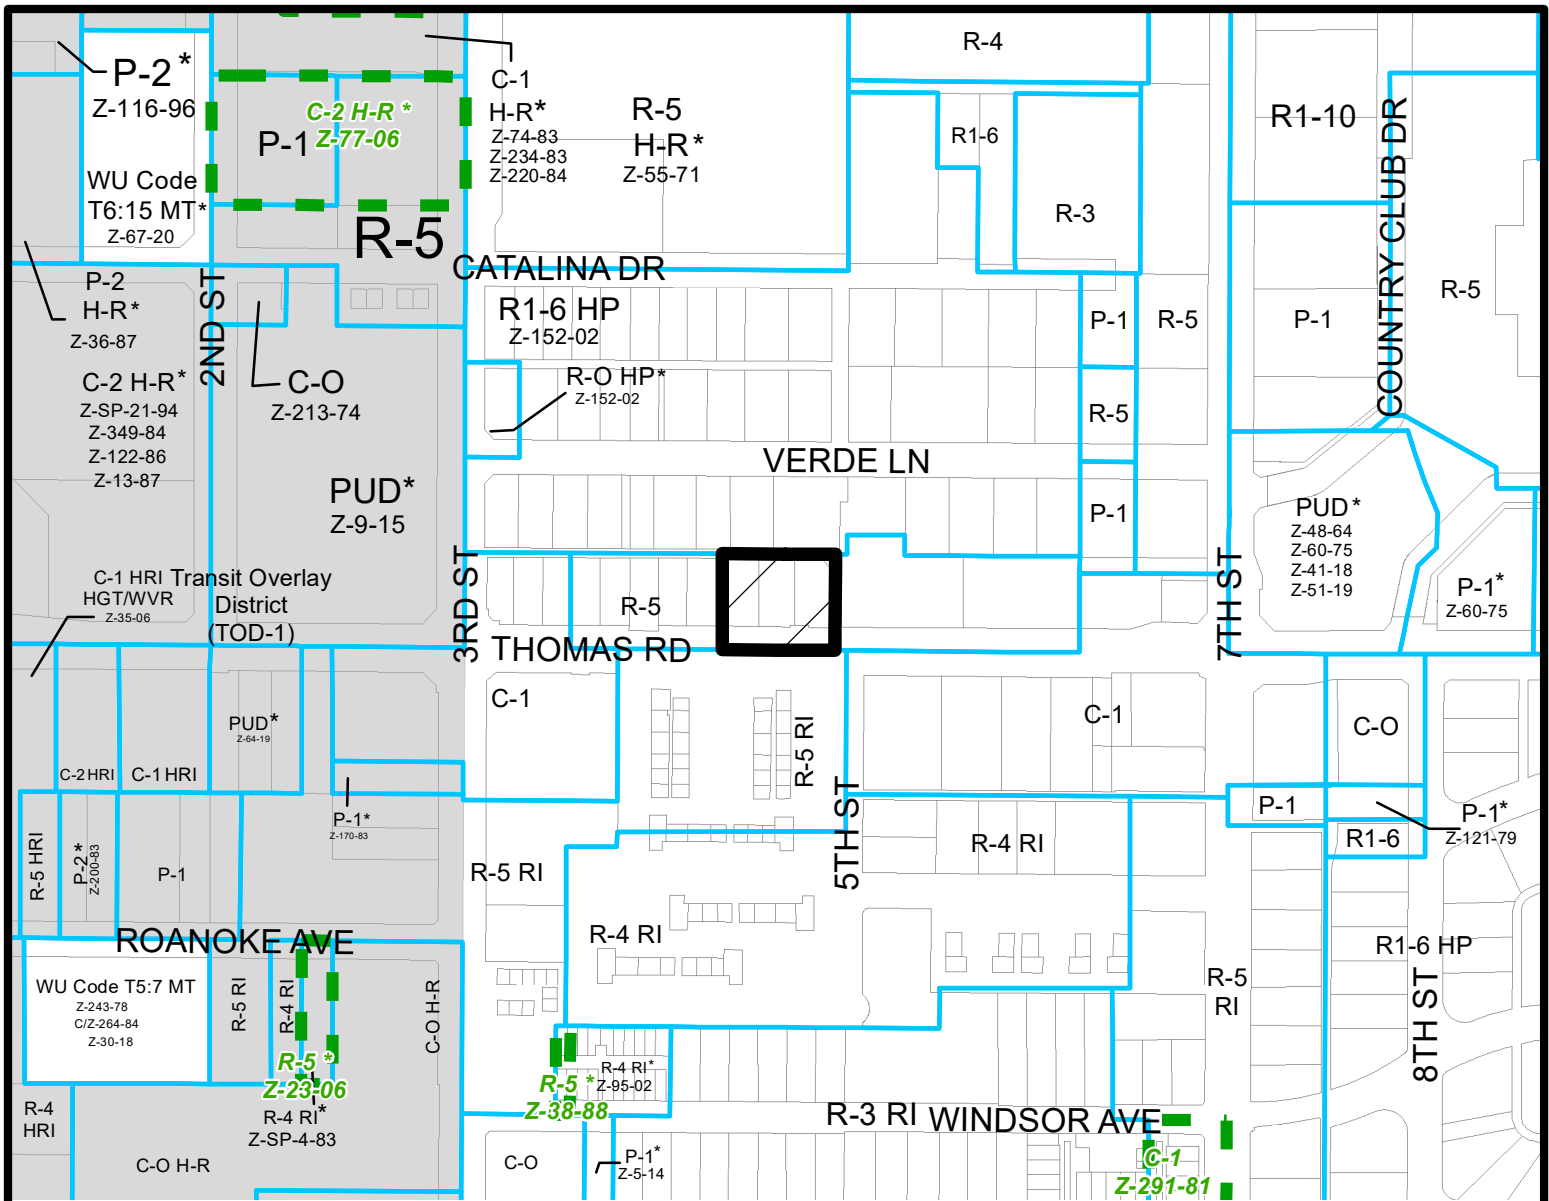 P-2 *
Z-116-96
WU Code
T6:15 MT*
Z-67-20
P-1
C-2 H-R *
Z-77-06
C-1
H-R*
Z-74-83
Z-234-83
Z-220-84
R-5
H-R*
Z-55-71
R-4
R1-6
R-3
R1-10
COUNTRY CLUB DR
R-5
R-5
CATALINA DR
P-2
H-R*
Z-36-87
2ND ST
C-2 H-R*
Z-SP-21-94
Z-349-84
Z-122-86
Z-13-87
C-O
Z-213-74
R1-6 HP
Z-152-02
R-O HP*
Z-152-02
P-1
R-5
P-1
R-5
VERDE LN
PUD*
Z-9-15
P-1
PUD*
Z-48-64
Z-60-75
Z-41-18
Z-51-19
P-1*
Z-60-75
C-1 HRI
HGT/WVR
Z-35-06
Transit Overlay
District
(TOD-1)
3RD ST
R-5
7TH ST
THOMAS RD
C-1
PUD*
Z-64-19
C-2 HRI
C-1 HRI
R-5 RI
C-1
C-O
5TH ST
P-1*
Z-170-83
P-1
P-1*
Z-121-79
R1-6
R-5 HRI
P-2 *
Z-200-83
P-1
R-5 RI
R-4 RI
R-4 RI
ROANOKE AVE
R1-6 HP
8TH ST
WU Code T5:7 MT
Z-243-78
C/Z-264-84
Z-30-18
R-5 RI
R-4 RI
C-O H-R
R-5
RI
R-5 *
Z-23-06
R-4 RI*
Z-SP-4-83
R-4 RI*
Z-95-02
R-5 *
Z-38-88
R-4
HRI
C-O H-R
C-O
P-1*
Z-5-14
R-3 RI
WINDSOR AVE
C-1
Z-291-81